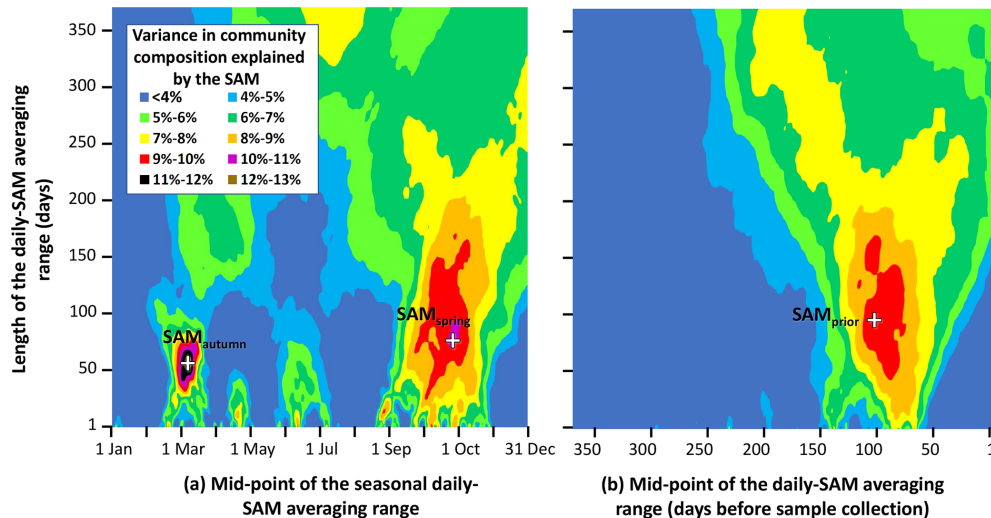 Variance in community
composition explained
by the SAM
<4% 4%-5%
5%-6% 6%-7%
7%-8% 8%-9%
9%-10% 10%-11%
11%-12% 12%-13%
Length of the daily-SAM averaging
range (days)
350
300
250
200
150
100
50
1
SAMautumn
SAMspring
SAMprior
1 Jan 1 Mar 1 May 1 Jul 1 Sep 1 Oct 31 Dec
350 300 250 200 150 100 50 1
(a) Mid-point of the seasonal daily-
SAM averaging range
(b) Mid-point of the daily-SAM averaging
range (days before sample collection)